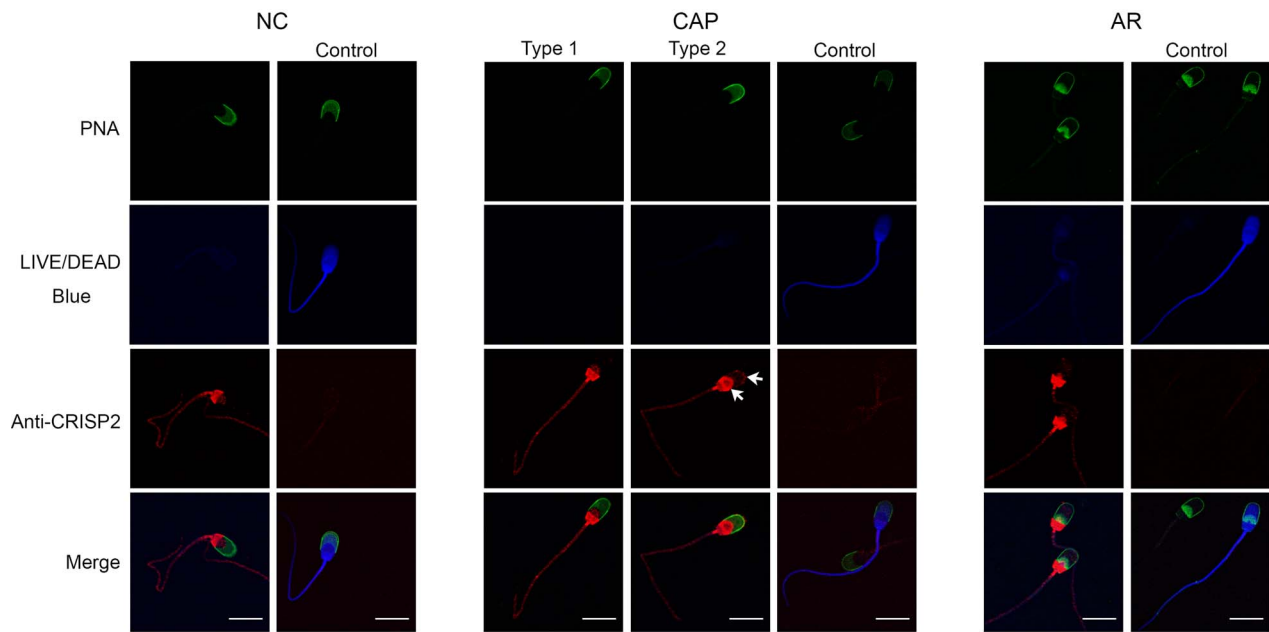 NC CAP AR
Control Type 1 Type 2 Control Control
PNA
LIVE/DEAD
Blue
Anti-CRISP2
Merge